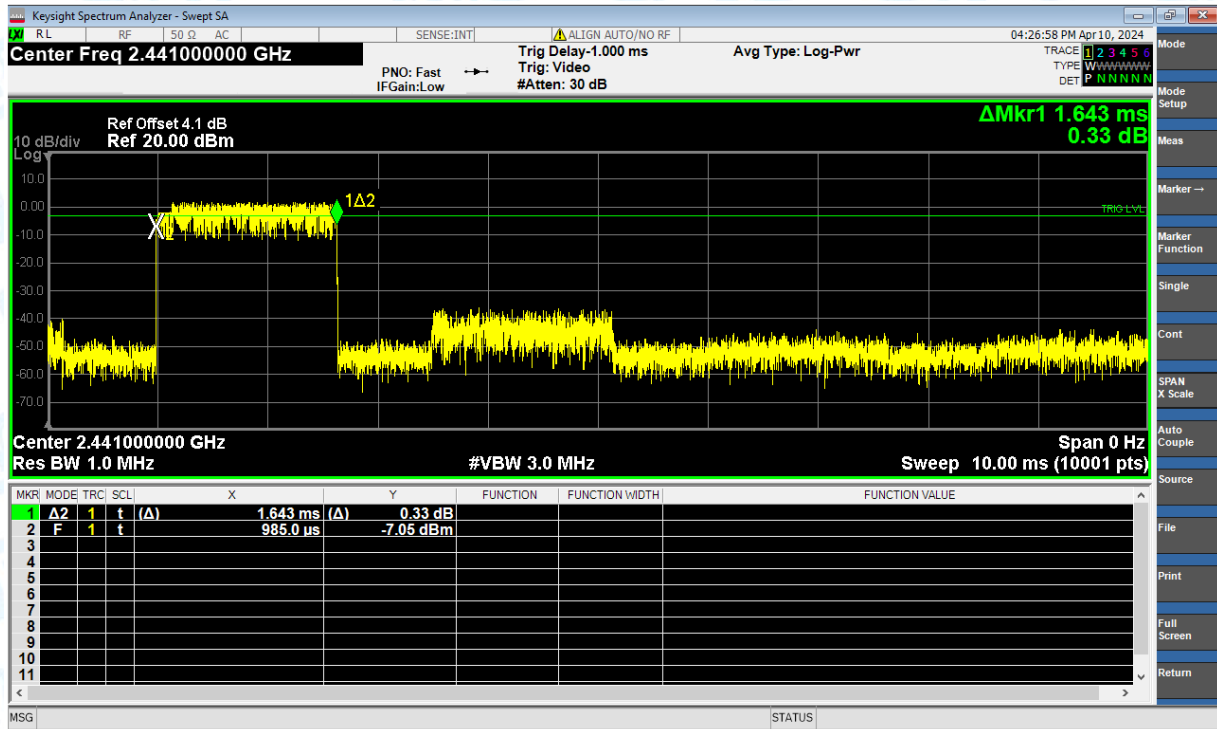 Keysight Spectrum Analyzer - Swept SA
LXI RL RF 50 Ω AC SENSE:INT ALIGN AUTO/NO RF 04:26:58 PM Apr 10, 2024
Center Freq 2.441000000 GHz
PNO: Fast
IFGain:Low
Trig Delay-1.000 ms
Trig: Video
#Atten: 30 dB
Avg Type: Log-Pwr
TRACE 1 2 3 4 5 6
TYPE WWWWWW
DET P N N N N N
ΔMkr1 1.643 ms
0.33 dB
Ref Offset 4.1 dB
10 dB/div Ref 20.00 dBm
Log
10.0
0.00
-10.0
-20.0
-30.0
-40.0
-50.0
-60.0
-70.0
X2
1Δ2
TRIG LVL
Center 2.441000000 GHz Span 0 Hz
Res BW 1.0 MHz #VBW 3.0 MHz Sweep 10.00 ms (10001 pts)
MKR MODE TRC SCL X Y FUNCTION FUNCTION WIDTH FUNCTION VALUE
1 Δ2 1 t (Δ) 1.643 ms (Δ) 0.33 dB
2 F 1 t 985.0 µs -7.05 dBm
3
4
5
6
7
8
9
10
11
MSG STATUS
Mode
Mode
Setup
Meas
Marker →
Marker
Function
Single
Cont
SPAN
X Scale
Auto
Couple
Source
File
Print
Full
Screen
Return